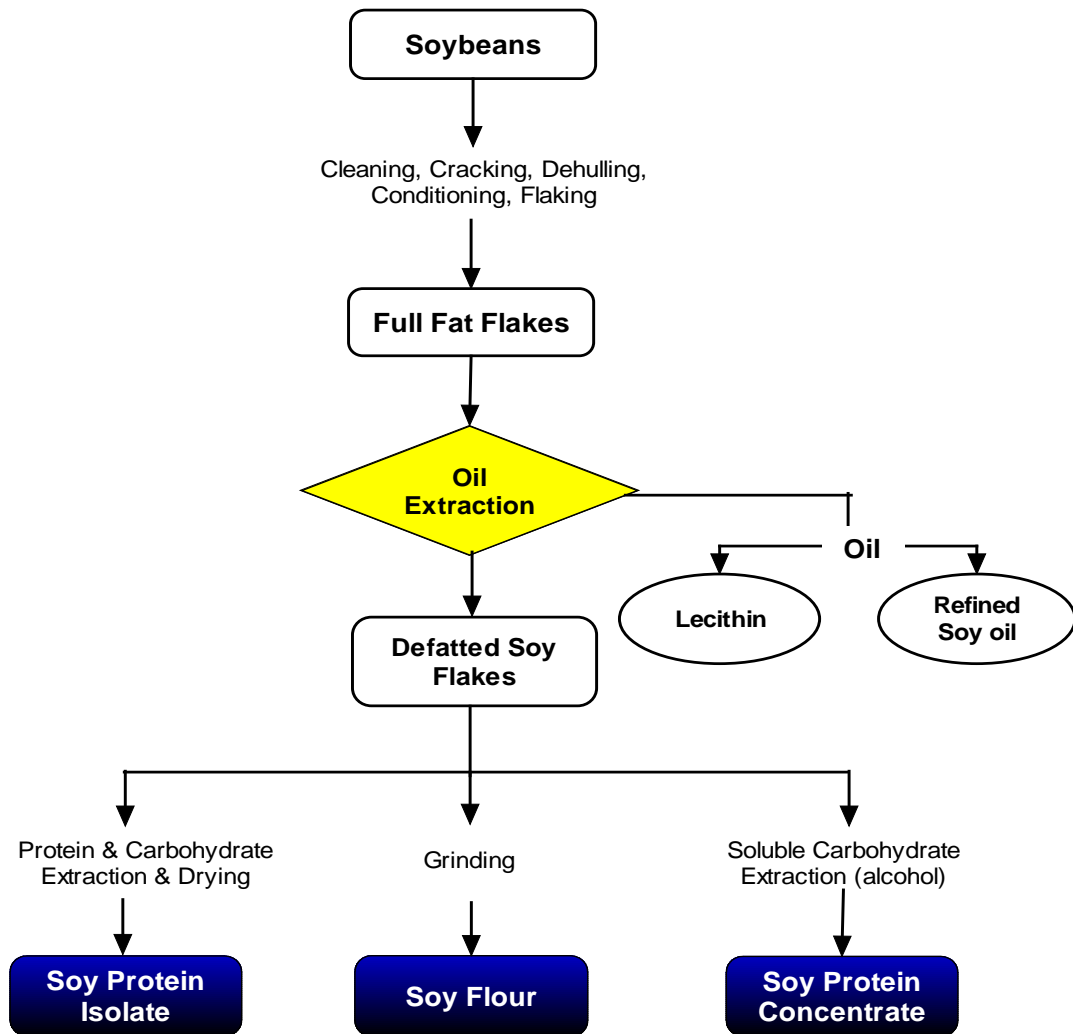 Soybeans
Cleaning, Cracking, Dehulling,
Conditioning, Flaking
Full Fat Flakes
Oil
Extraction
Oil
Lecithin
Refined
Soy oil
Defatted Soy
Flakes
Protein & Carbohydrate
Extraction & Drying
Grinding
Soluble Carbohydrate
Extraction (alcohol)
Soy Protein
Isolate
Soy Flour
Soy Protein
Concentrate